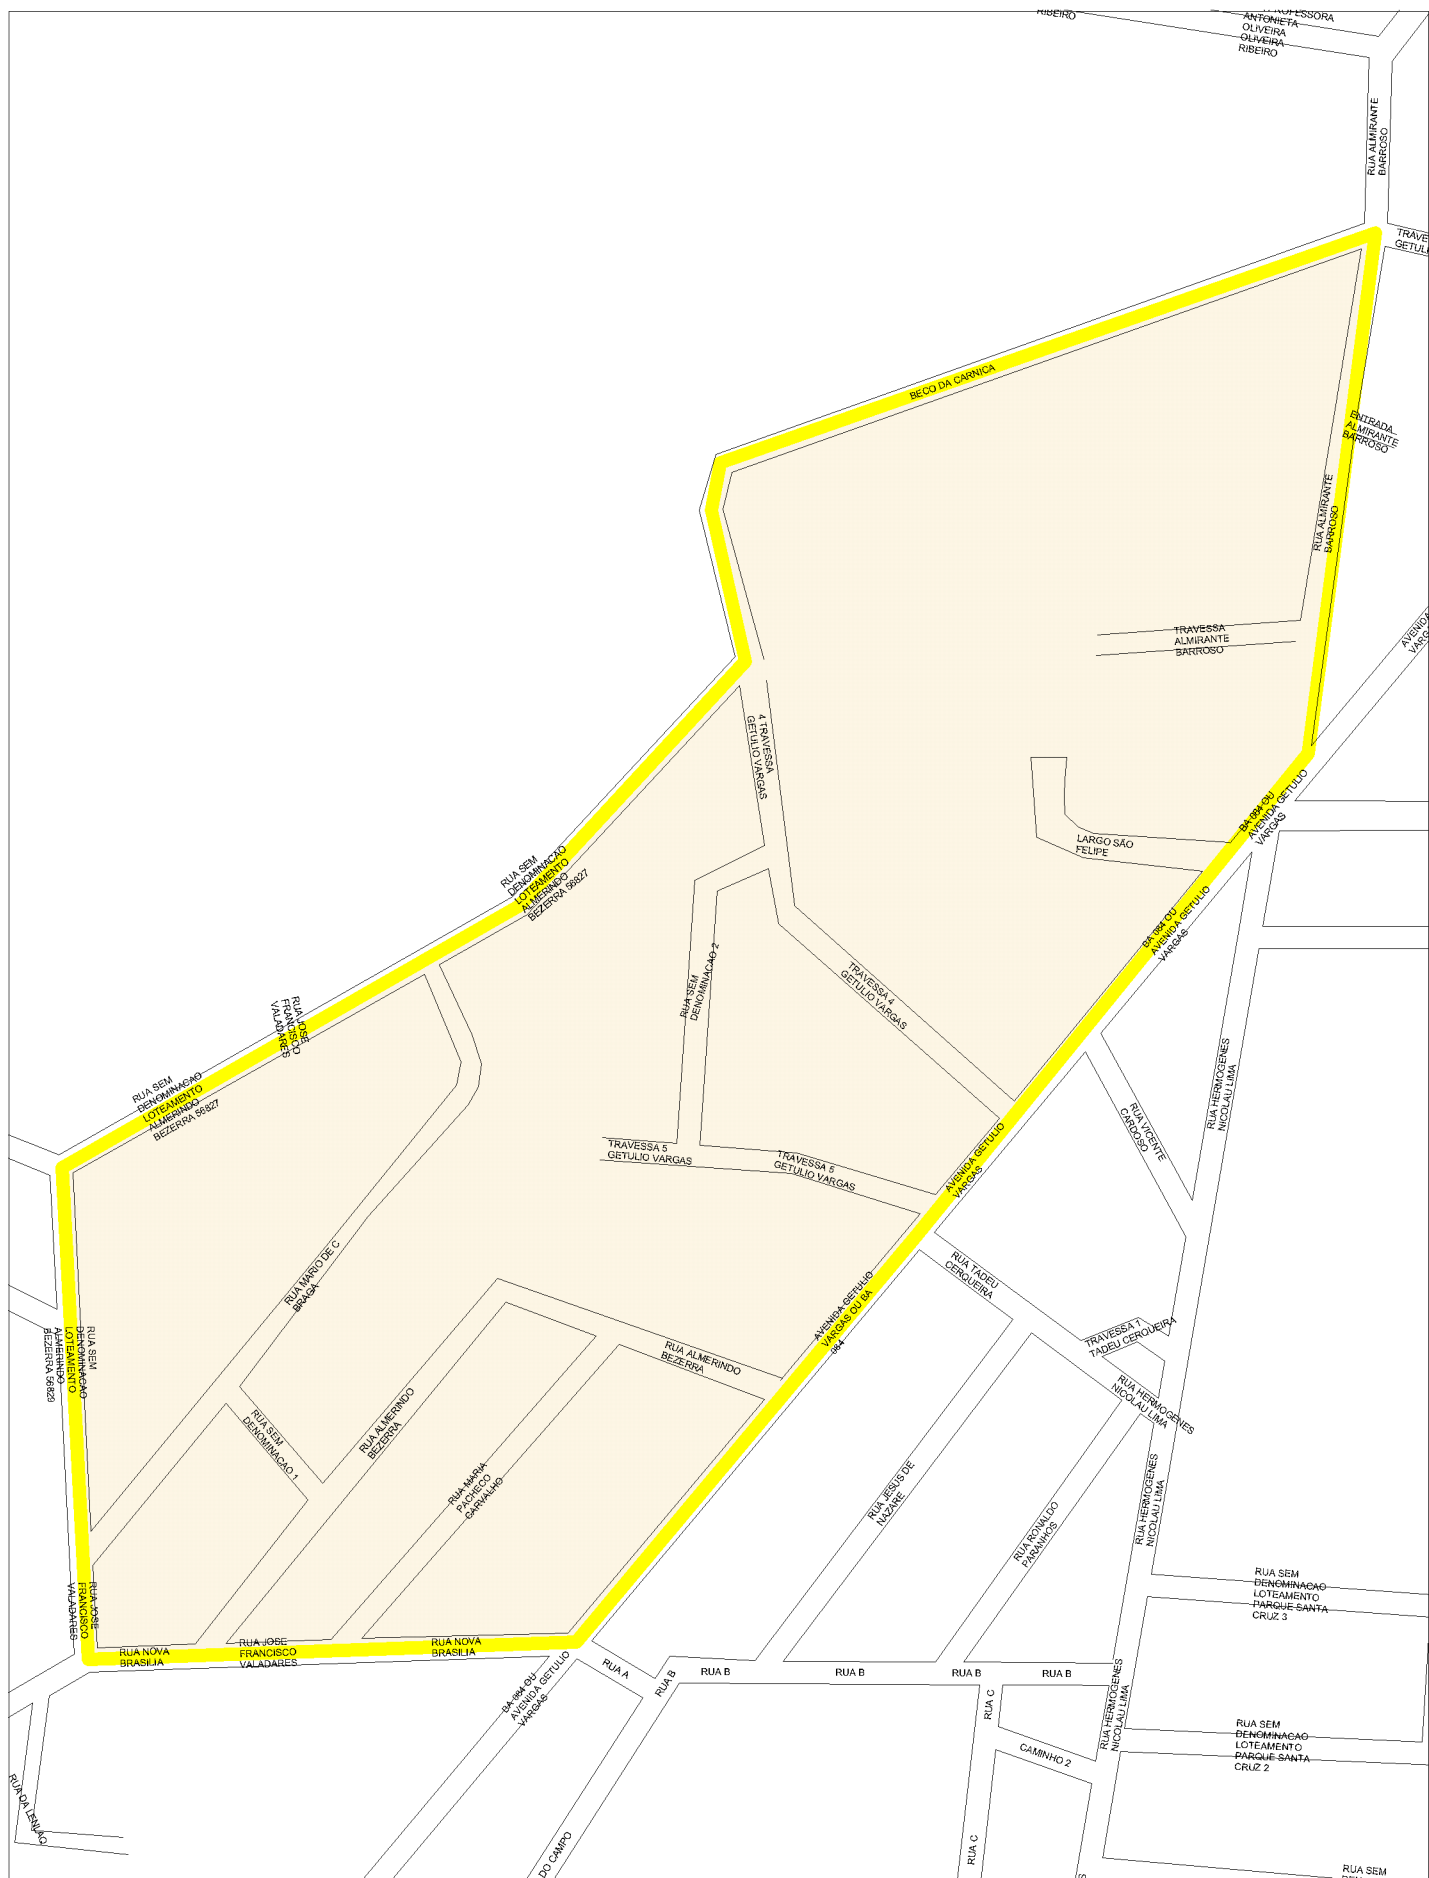 RIBEIRO
PROFESSORA
ANTONIETA
OLIVEIRA
OLIVEIRA
RIBEIRO
RUA ALMIRANTE
BARROSO
TRAVE
GETULI
BECO DA CARNICA
ENTRADA
ALMIRANTE
BARROSO
RUA ALMIRANTE
BARROSO
TRAVESSA
ALMIRANTE
BARROSO
AVENIDA
VARG
4 TRAVESSA
GETULIO VARGAS
BA 084 OU
AVENIDA GETULIO
VARGAS
LARGO SÃO
FELIPE
RUA SEM
DENOMINACAO
LOTEAMENTO
ALMERINDO
BEZERRA 56827
BA 084 OU
AVENIDA GETULIO
VARGAS
RUA SEM
DENOMINACAO 2
TRAVESSA 4
GETULIO VARGAS
RUA JOSE
FRANCISCO
VALADARES
RUA SEM
DENOMINACAO
LOTEAMENTO
ALMERINDO
BEZERRA 56827
RUA HERMOGENES
NICOLAU LIMA
RUA VICENTE
CARDOSO
TRAVESSA 5
GETULIO VARGAS
TRAVESSA 5
GETULIO VARGAS
AVENIDA GETULIO
VARGAS
RUA MARIO DE C
BRAGA
RUA TADEU
CERQUEIRA
AVENIDA GETULIO
VARGAS OU BA
084
TRAVESSA 1
TADEU CERQUEIRA
RUA SEM
DENOMINACAO
LOTEAMENTO
ALMERINDO
BEZERRA 56829
RUA ALMERINDO
BEZERRA
RUA HERMOGENES
NICOLAU LIMA
RUA SEM
DENOMINACAO 1
RUA ALMERINDO
BEZERRA
RUA MARIA
PACHECO
CARVALHO
RUA JESUS DE
NAZARE
RUA RONALDO
PARANHOS
RUA HERMOGENES
NICOLAU LIMA
RUA SEM
DENOMINACAO
LOTEAMENTO
PARQUE SANTA
CRUZ 3
RUA JOSE
FRANCISCO
VALADARES
RUA NOVA
BRASILIA
RUA JOSE
FRANCISCO
VALADARES
RUA NOVA
BRASILIA
BA 084 OU
AVENIDA GETULIO
VARGAS
RUA A
RUA B
RUA B
RUA B
RUA B
RUA B
RUA C
RUA HERMOGENES
NICOLAU LIMA
CAMINHO 2
RUA SEM
DENOMINACAO
LOTEAMENTO
PARQUE SANTA
CRUZ 2
DO CAMPO
RUA C
RUA SEM